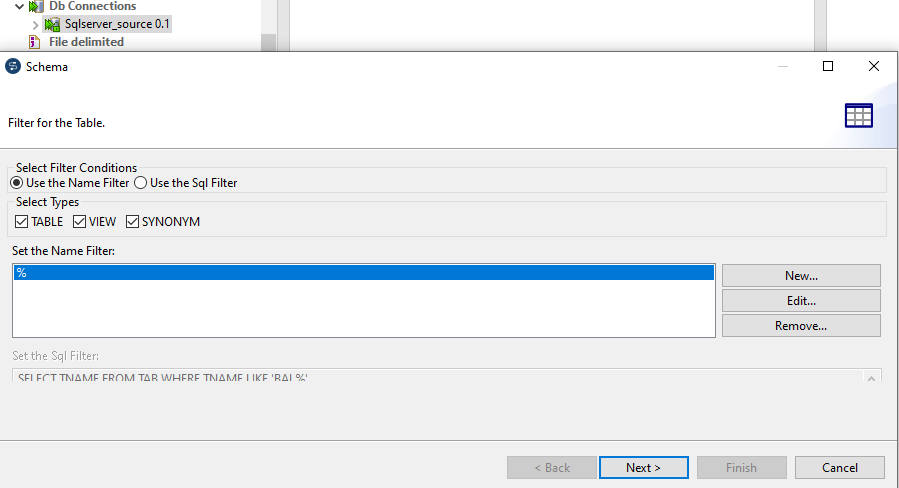 Db Connections
Sqlserver_source 0.1
File delimited
Schema
Filter for the Table.
Select Filter Conditions
Use the Name Filter Use the Sql Filter
Select Types
TABLE VIEW SYNONYM
Set the Name Filter:
%
New...
Edit...
Remove...
Set the Sql Filter:
SELECT TNAME FROM TAB WHERE TNAME LIKE 'BAL%'
< Back Next > Finish Cancel